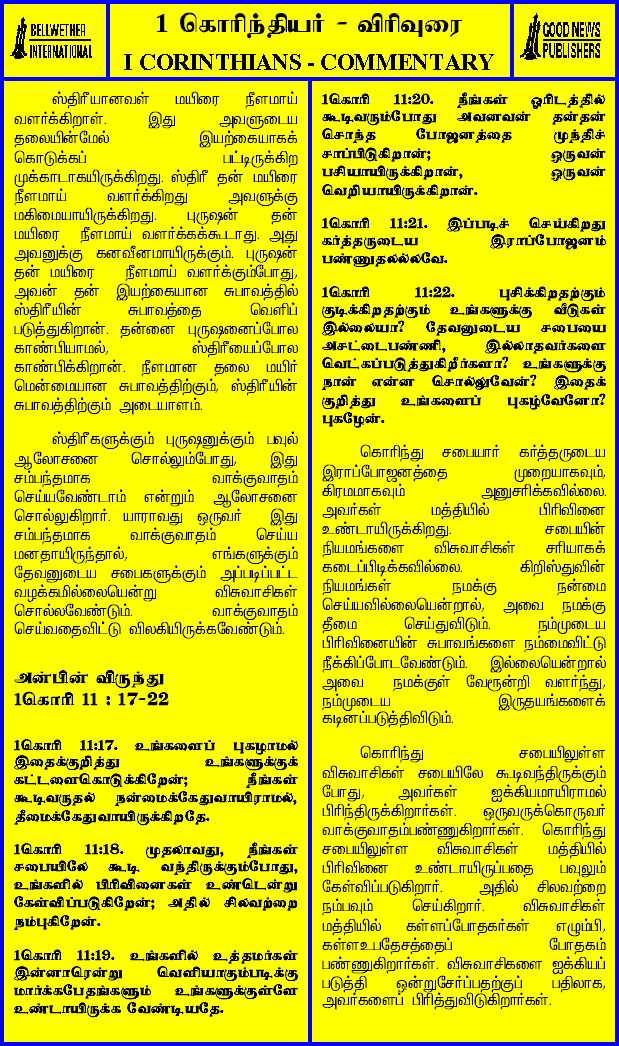 BELLWETHER
INTERNATIONAL
1 கொரிந்தியர் - விரிவுரை
I CORINTHIANS - COMMENTARY
GOOD NEWS
PUBLISHERS
ஸ்திரீயானவள் மயிரை நீளமாய்
வளர்க்கிறாள். இது அவளுடைய
தலையின்மேல் இயற்கையாகக்
கொடுக்கப் பட்டிருக்கிற
முக்காடாகயிருக்கிறது. ஸ்திரீ தன் மயிரை
நீளமாய் வளர்க்கிறது அவளுக்கு
மகிமையாயிருக்கிறது. புருஷன் தன்
மயிரை நீளமாய் வளர்க்கக்கூடாது. அது
அவனுக்கு கனவீனமாயிருக்கும். புருஷன்
தன் மயிரை நீளமாய் வளர்க்கும்போது,
அவன் தன் இயற்கையான சுபாவத்தில்
ஸ்திரீயின் சுபாவத்தை வெளிப்
படுத்துகிறான். தன்னை புருஷனைப்போல
காண்பியாமல், ஸ்திரீயைப்போல
காண்பிக்கிறான். நீளமான தலை மயிர்
மென்மையான சுபாவத்திற்கும், ஸ்திரீயின்
சுபாவத்திற்கும் அடையாளம்.
ஸ்திரீகளுக்கும் புருஷனுக்கும் பவுல்
ஆலோசனை சொல்லும்போது, இது
சம்பந்தமாக வாக்குவாதம்
செய்யவேண்டாம் என்றும் ஆலோசனை
சொல்லுகிறார். யாராவது ஒருவர் இது
சம்பந்தமாக வாக்குவாதம் செய்ய
மனதாயிருந்தால், எங்களுக்கும்
தேவனுடைய சபைகளுக்கும் அப்படிப்பட்ட
வழக்கமில்லையென்று விசுவாசிகள்
சொல்லவேண்டும். வாக்குவாதம்
செய்வதைவிட்டு விலகியிருக்கவேண்டும்.
அன்பின் விருந்து
1கொரி 11 : 17-22
1கொரி 11:17. உங்களைப் புகழாமல்
இதைக்குறித்து உங்களுக்குக்
கட்டளைகொடுக்கிறேன்; நீங்கள்
கூடிவருதல் நன்மைக்கேதுவாயிராமல்,
தீமைக்கேதுவாயிருக்கிறதே.
1கொரி 11:18. முதலாவது, நீங்கள்
சபையிலே கூடி வந்திருக்கும்போது,
உங்களில் பிரிவினைகள் உண்டென்று
கேள்விப்படுகிறேன்; அதில் சிலவற்றை
நம்புகிறேன்.
1கொரி 11:19. உங்களில் உத்தமர்கள்
இன்னாரென்று வெளியாகும்படிக்கு
மார்க்கபேதங்களும் உங்களுக்குள்ளே
உண்டாயிருக்க வேண்டியதே.
1கொரி 11:20. நீங்கள் ஓரிடத்தில்
கூடிவரும்போது அவனவன் தன்தன்
சொந்த போஜனத்தை முந்திச்
சாப்பிடுகிறான்; ஒருவன்
பசியாயிருக்கிறான், ஒருவன்
வெறியாயிருக்கிறான்.
1கொரி 11:21. இப்படிச் செய்கிறது
கர்த்தருடைய இராப்போஜனம்
பண்ணுதலல்லவே.
1கொரி 11:22. புசிக்கிறதற்கும்
குடிக்கிறதற்கும் உங்களுக்கு வீடுகள்
இல்லையா? தேவனுடைய சபையை
அசட்டைபண்ணி, இல்லாதவர்களை
வெட்கப்படுத்துகிறீர்களா? உங்களுக்கு
நான் என்ன சொல்லுவேன்? இதைக்
குறித்து உங்களைப் புகழ்வேனோ?
புகழேன்.
கொரிந்து சபையார் கர்த்தருடைய
இராப்போஜனத்தை முறையாகவும்,
கிரமமாகவும் அனுசரிக்கவில்லை.
அவர்கள் மத்தியில் பிரிவினை
உண்டாயிருக்கிறது. சபையின்
நியமங்களை விசுவாசிகள் சரியாகக்
கடைப்பிடிக்கவில்லை. கிறிஸ்துவின்
நியமங்கள் நமக்கு நன்மை
செய்யவில்லையென்றால், அவை நமக்கு
தீமை செய்துவிடும். நம்முடைய
பிரிவினையின் சுபாவங்களை நம்மைவிட்டு
நீக்கிப்போடவேண்டும். இல்லையென்றால்
அவை நமக்குள் வேரூன்றி வளர்ந்து,
நம்முடைய இருதயங்களைக்
கடினப்படுத்திவிடும்.
கொரிந்து சபையிலுள்ள
விசுவாசிகள் சபையிலே கூடிவந்திருக்கும்
போது, அவர்கள் ஐக்கியமாயிராமல்
பிரிந்திருக்கிறார்கள். ஒருவருக்கொருவர்
வாக்குவாதம்பண்ணுகிறார்கள். கொரிந்து
சபையிலுள்ள விசுவாசிகள் மத்தியில்
பிரிவினை உண்டாயிருப்பதை பவுலும்
கேள்விப்படுகிறார். அதில் சிலவற்றை
நம்பவும் செய்கிறார். விசுவாசிகள்
மத்தியில் கள்ளப்போதகர்கள் எழும்பி,
கள்ளஉபதேசத்தைப் போதகம்
பண்ணுகிறார்கள். விசுவாசிகளை ஐக்கியப்
படுத்தி ஒன்றுசேர்ப்பதற்குப் பதிலாக,
அவர்களைப் பிரித்துவிடுகிறார்கள்.